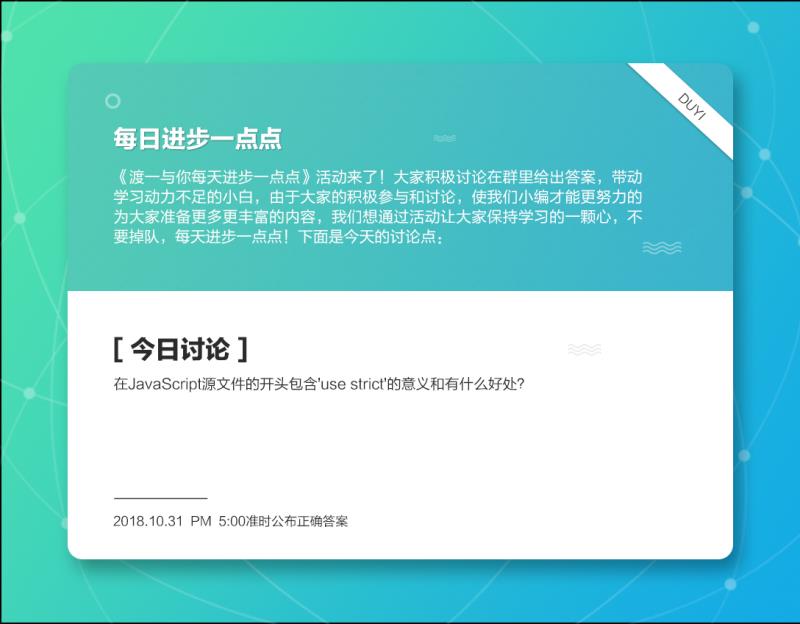 DUYI
每日进步一点点
《渡一与你每天进步一点点》活动来了！大家积极讨论在群里给出答案，带动
学习动力不足的小白，由于大家的积极参与和讨论，使我们小编才能更努力的
为大家准备更多更丰富的内容，我们想通过活动让大家保持学习的一颗心，不
要掉队，每天进步一点点！下面是今天的讨论点：
[ 今日讨论 ]
在JavaScript源文件的开头包含'use strict'的意义和有什么好处?
2018.10.31 PM 5:00准时公布正确答案